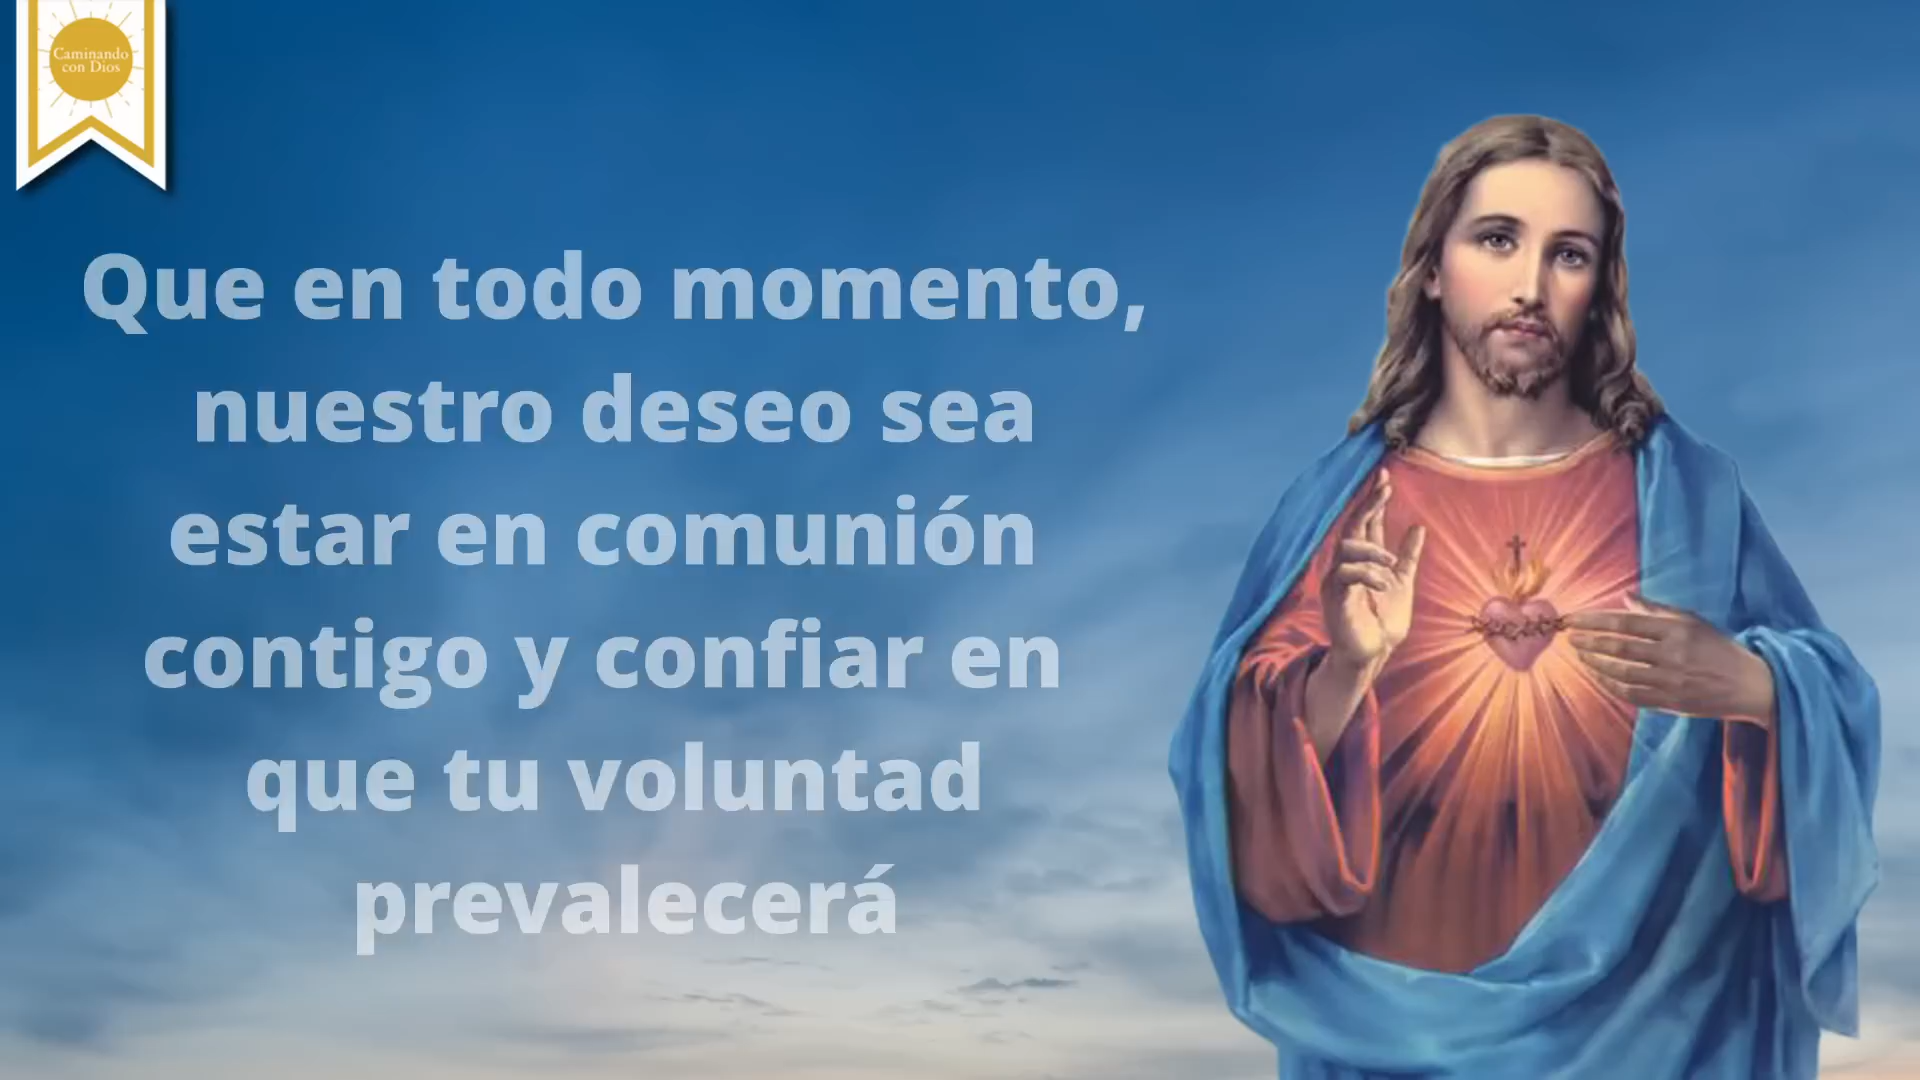 Caminando
con Dios
Que en todo momento,
nuestro deseo sea
estar en comunión
contigo y confiar en
que tu voluntad
prevalecerá